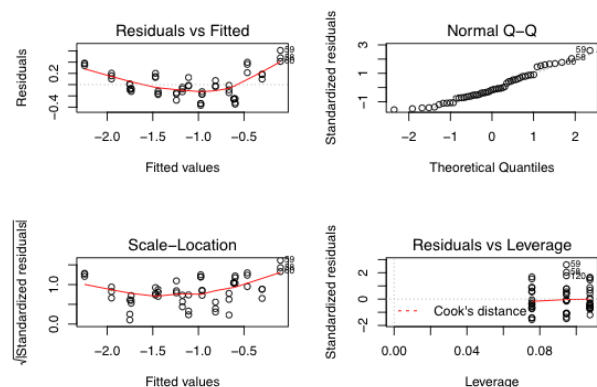 Residuals vs Fitted
Residuals
0.2
−0.4
59
58
−2.0
−1.5
−1.0
−0.5
Fitted values
Normal Q−Q
Standardized residuals
3
1
−1
59
58
−2
−1
0
1
2
Theoretical Quantiles
Scale−Location
√|Standardized residuals|
1.0
0.0
59
58
−2.0
−1.5
−1.0
−0.5
Fitted values
Residuals vs Leverage
Standardized residuals
2
0
−2
59
58
120
Cook's distance
0.00
0.04
0.08
Leverage